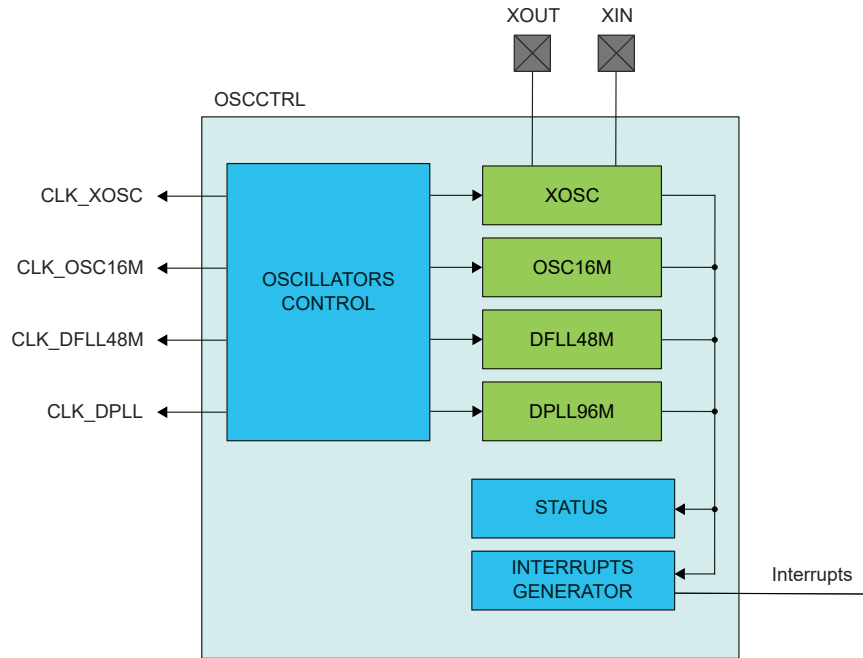 XOUT
XIN
OSCCTRL
CLK_XOSC
XOSC
CLK_OSC16M
OSC16M
OSCILLATORS
CONTROL
CLK_DFLL48M
DFLL48M
CLK_DPLL
DPLL96M
STATUS
INTERRUPTS
GENERATOR
Interrupts